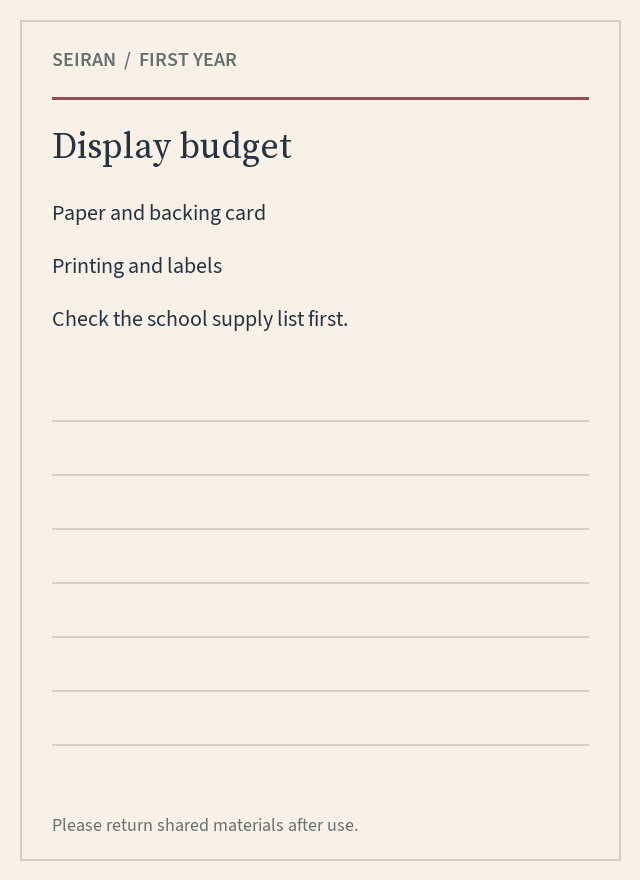 SEIRAN / FIRST YEAR
Display budget
Paper and backing card
Printing and labels
Check the school supply list first.
Please return shared materials after use.